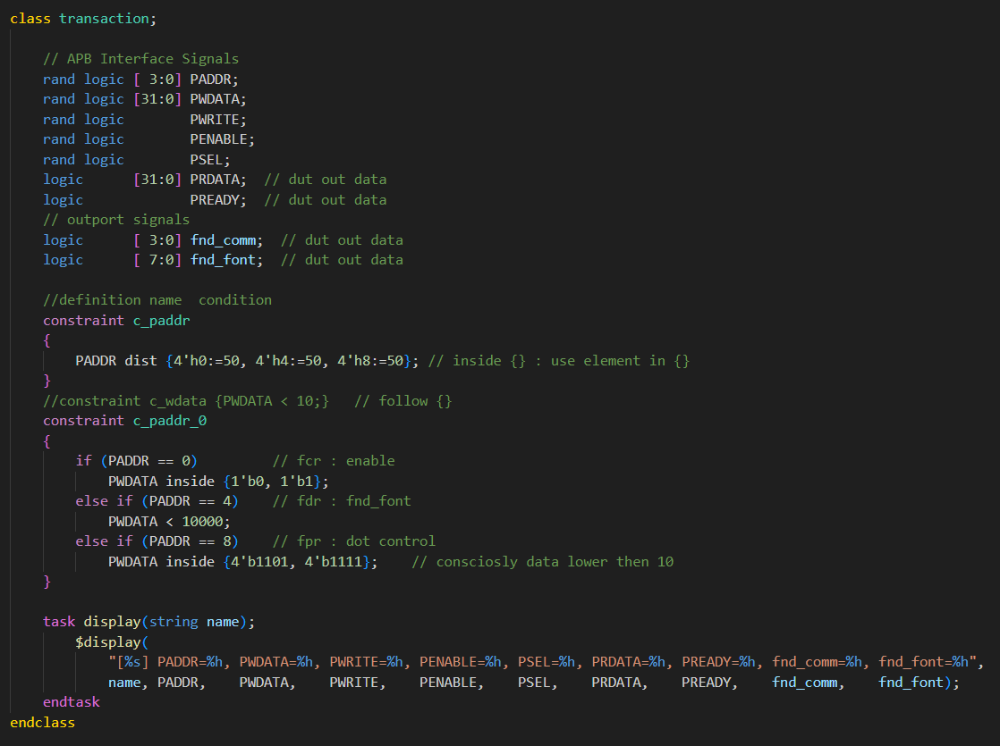 class transaction;
// APB Interface Signals
rand logic [ 3:0] PADDR;
rand logic [31:0] PWDATA;
rand logic        PWRITE;
rand logic        PENABLE;
rand logic        PSEL;
logic      [31:0] PRDATA;  // dut out data
logic             PREADY;  // dut out data
// outport signals
logic      [ 3:0] fnd_comm;  // dut out data
logic      [ 7:0] fnd_font;  // dut out data
//definition name  condition
constraint c_paddr
{
PADDR dist {4'h0:=50, 4'h4:=50, 4'h8:=50}; // inside {} : use element in {}
}
//constraint c_wdata {PWDATA < 10;}   // follow {}
constraint c_paddr_0
{
if (PADDR == 0)         // fcr : enable
PWDATA inside {1'b0, 1'b1};
else if (PADDR == 4)    // fdr : fnd_font
PWDATA < 10000;
else if (PADDR == 8)    // fpr : dot control
PWDATA inside {4'b1101, 4'b1111};    // consciosly data lower then 10
}
task display(string name);
$display(
"[%s] PADDR=%h, PWDATA=%h, PWRITE=%h, PENABLE=%h, PSEL=%h, PRDATA=%h, PREADY=%h, fnd_comm=%h, fnd_font=%h",
name, PADDR,    PWDATA,    PWRITE,    PENABLE,    PSEL,    PRDATA,    PREADY,    fnd_comm,    fnd_font);
endtask
endclass